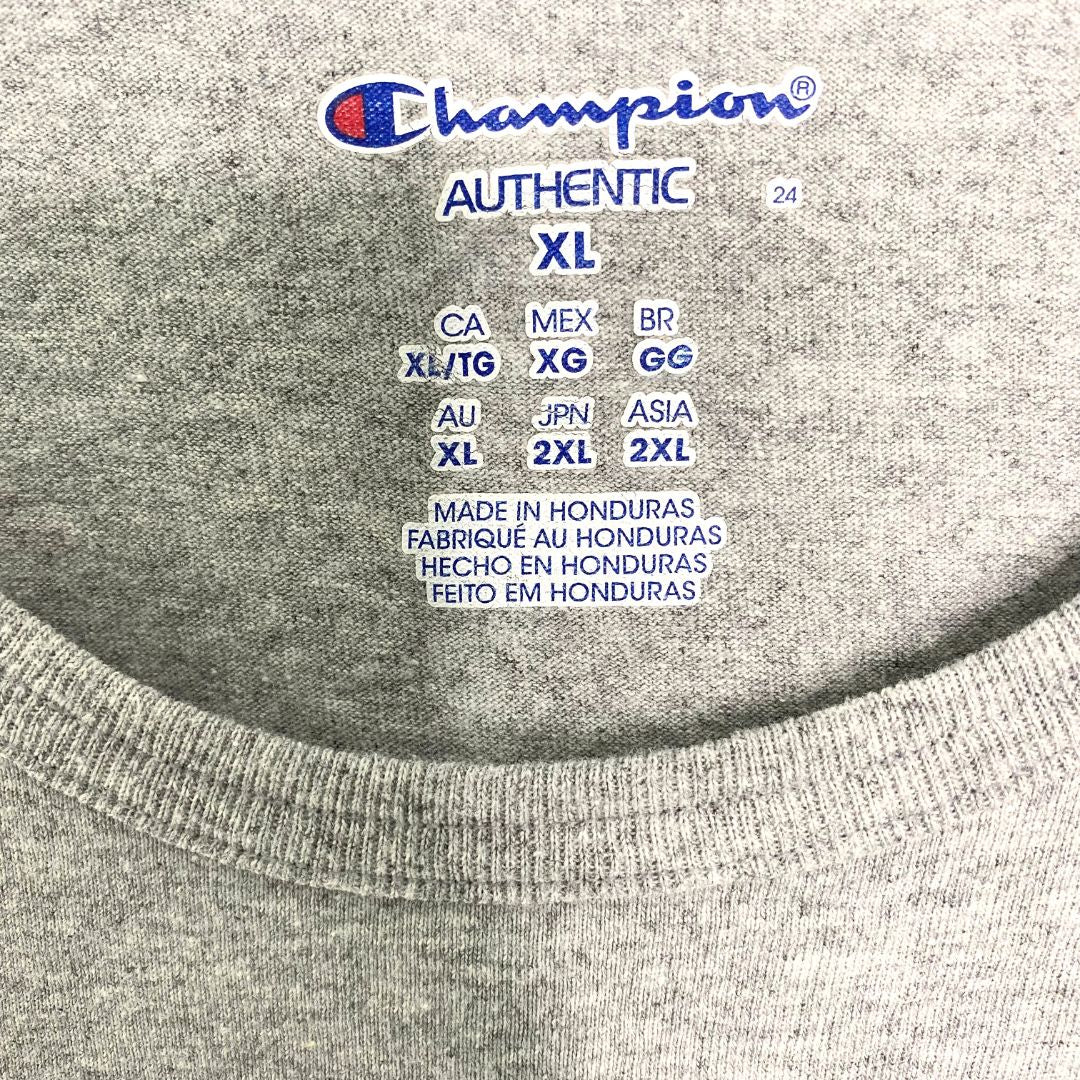 Champion®
AUTHENTIC 24
XL
CA MEX BR
XL/TG XG GG
AU JPN ASIA
XL 2XL 2XL
MADE IN HONDURAS
FABRIQUÉ AU HONDURAS
HECHO EN HONDURAS
FEITO EM HONDURAS